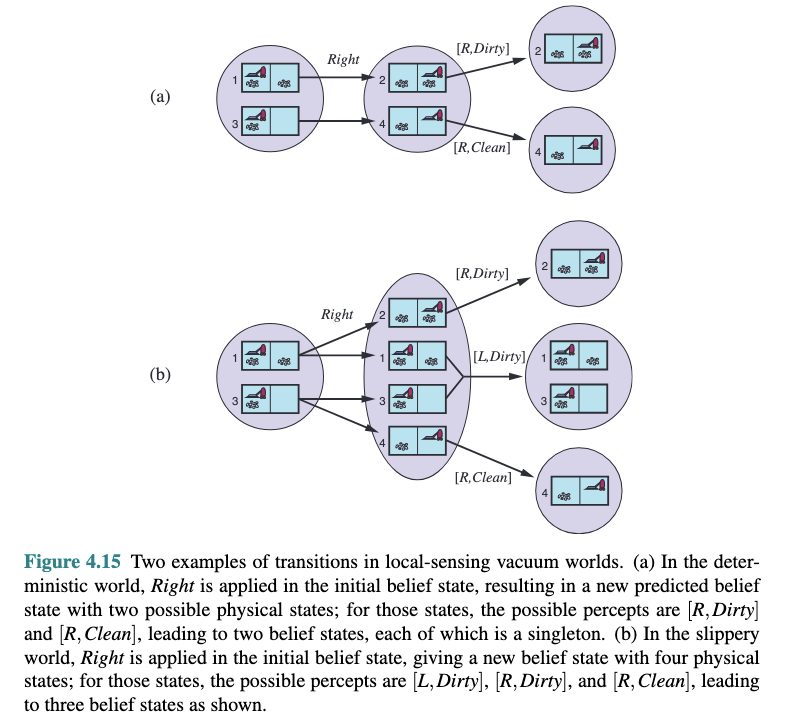 (a)
Right
1
3
2
4
[R,Dirty]
[R,Clean]
2
4
(b)
Right
1
3
2
1
3
4
[R,Dirty]
[L,Dirty]
[R,Clean]
2
1
3
4
Figure 4.15 Two examples of transitions in local-sensing vacuum worlds. (a) In the deter-
ministic world, Right is applied in the initial belief state, resulting in a new predicted belief
state with two possible physical states; for those states, the possible percepts are [R,Dirty]
and [R,Clean], leading to two belief states, each of which is a singleton. (b) In the slippery
world, Right is applied in the initial belief state, giving a new belief state with four physical
states; for those states, the possible percepts are [L,Dirty], [R,Dirty], and [R,Clean], leading
to three belief states as shown.